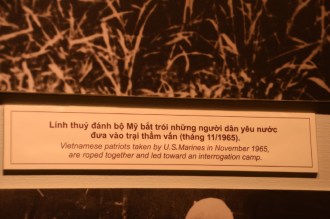 Lính thuỷ đánh bộ Mỹ bắt trói những người dân yêu nước
đưa vào trại thẩm vấn (tháng 11/1965).
Vietnamese patriots taken by U.S.Marines in November 1965,
are roped together and led toward an interrogation camp.